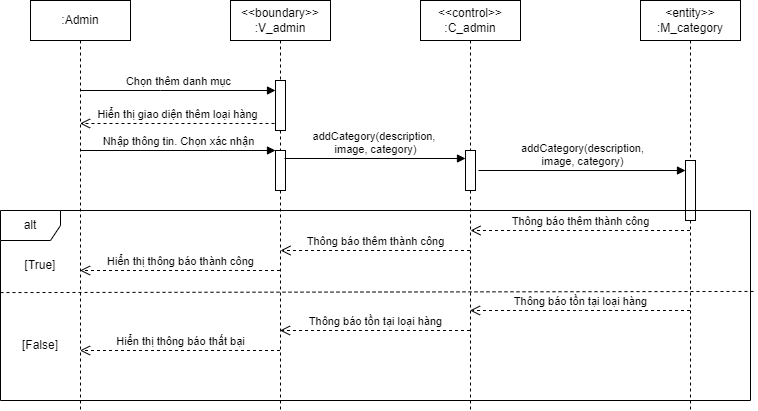 :Admin
<<boundary>>
:V_admin
<<control>>
:C_admin
<entity>>
:M_category
Chọn thêm danh mục
Hiển thị giao diện thêm loại hàng
Nhập thông tin. Chọn xác nhận
addCategory(description,
image, category)
addCategory(description,
image, category)
alt
Thông báo thêm thành công
Thông báo thêm thành công
[True]
Hiển thị thông báo thành công
Thông báo tồn tại loại hàng
Thông báo tồn tại loại hàng
[False]
Hiển thị thông báo thất bại